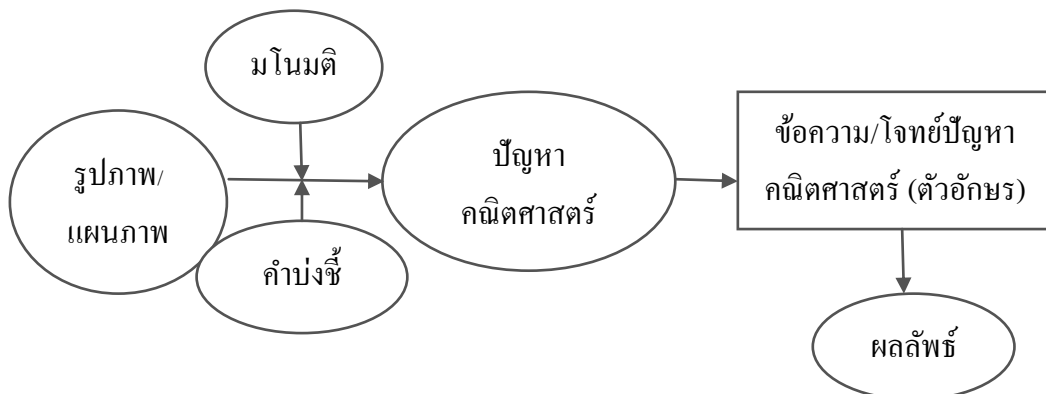 มโนมติ
รูปภาพ/
แผนภาพ
คำบ่งชี้
ปัญหา
คณิตศาสตร์
ข้อความ/โจทย์ปัญหา
คณิตศาสตร์ (ตัวอักษร)
ผลลัพธ์